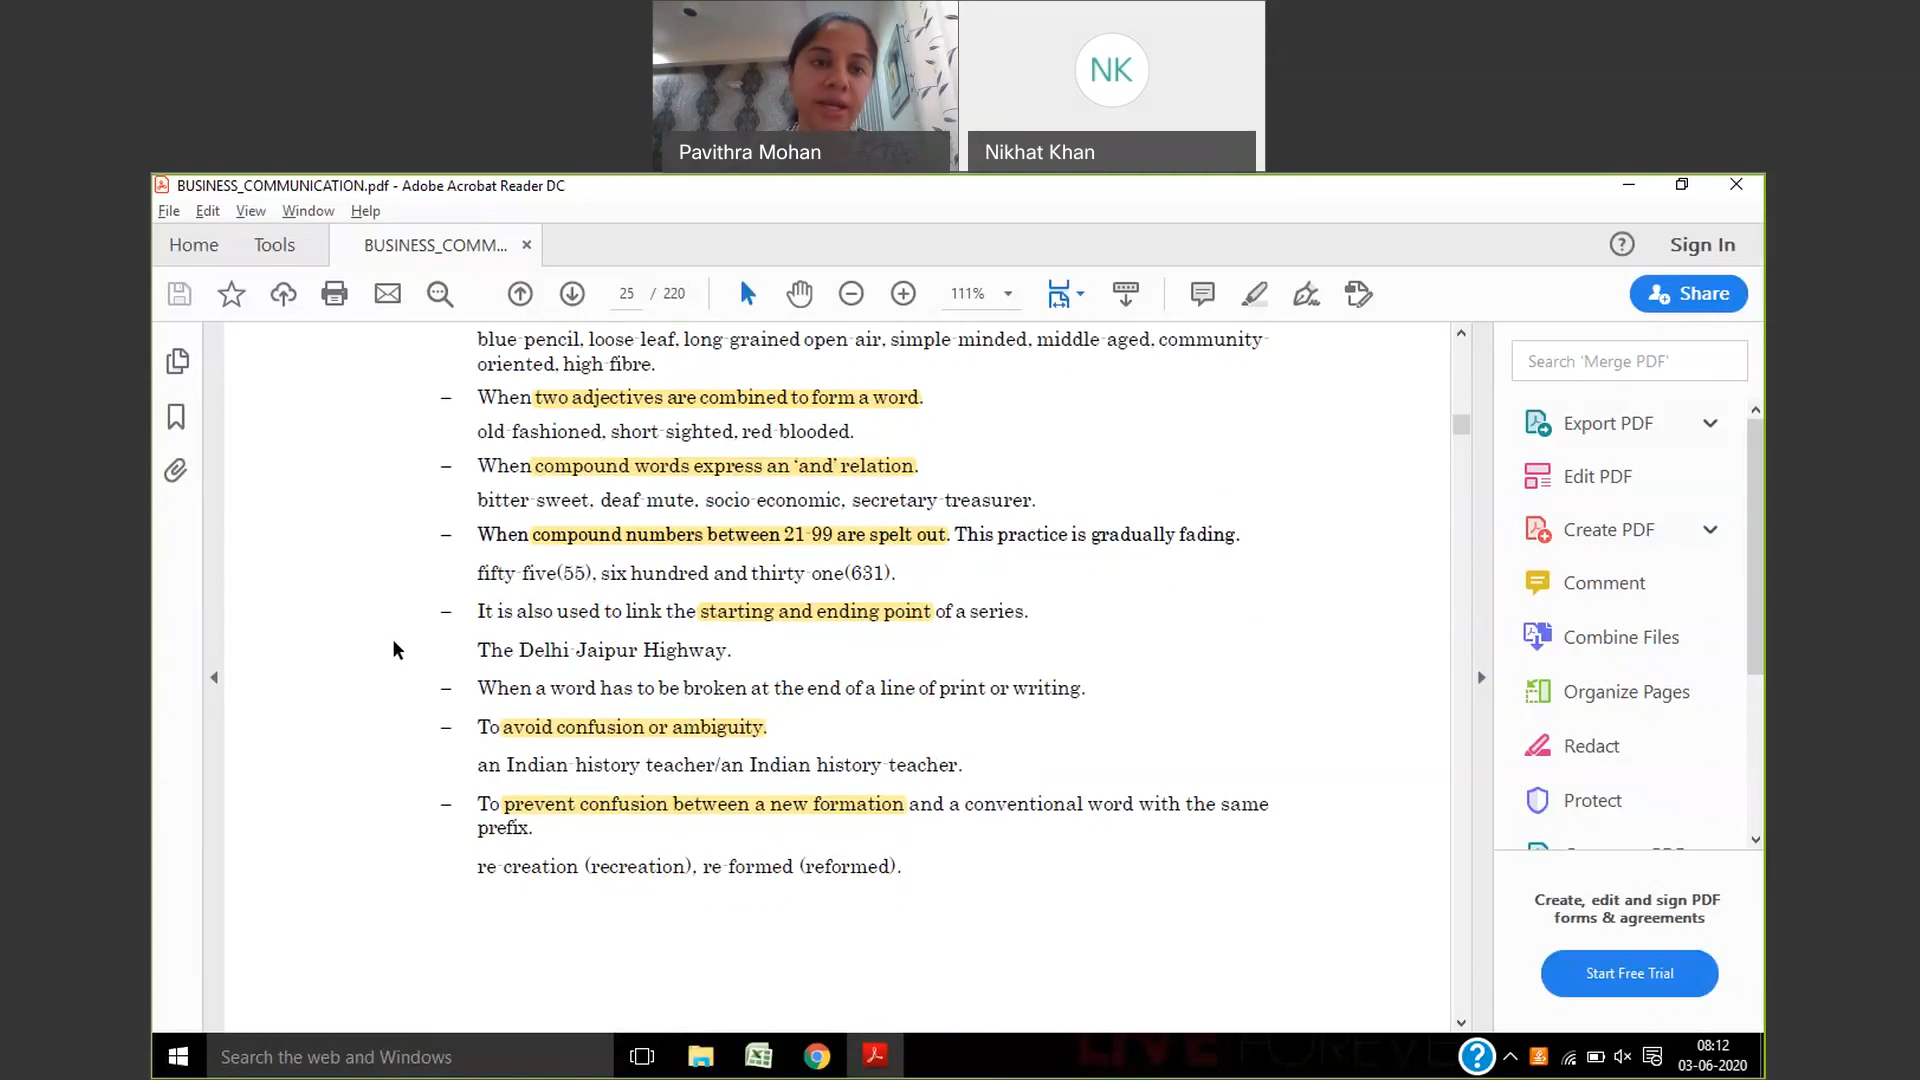 NK
Pavithra Mohan
Nikhat Khan
BUSINESS_COMMUNICATION.pdf - Adobe Acrobat Reader DC
File Edit View Window Help
Home Tools BUSINESS_COMM... × Sign In
25 / 220 111% Share
blue-pencil, loose-leaf, long-grained open-air, simple-minded, middle-aged, community-
oriented, high-fibre.
– When two adjectives are combined to form a word.
old-fashioned, short-sighted, red-blooded.
– When compound words express an ‘and’ relation.
bitter-sweet, deaf-mute, socio-economic, secretary-treasurer.
– When compound numbers between 21-99 are spelt out. This practice is gradually fading.
fifty-five(55), six hundred and thirty-one(631).
– It is also used to link the starting and ending point of a series.
The Delhi-Jaipur Highway.
– When a word has to be broken at the end of a line of print or writing.
– To avoid confusion or ambiguity.
an Indian-history teacher/an Indian history-teacher.
– To prevent confusion between a new formation and a conventional word with the same
prefix.
re-creation (recreation), re-formed (reformed).
Search 'Merge PDF'
Export PDF
Edit PDF
Create PDF
Comment
Combine Files
Organize Pages
Redact
Protect
Create, edit and sign PDF
forms & agreements
Start Free Trial
Search the web and Windows
08:12
03-06-2020